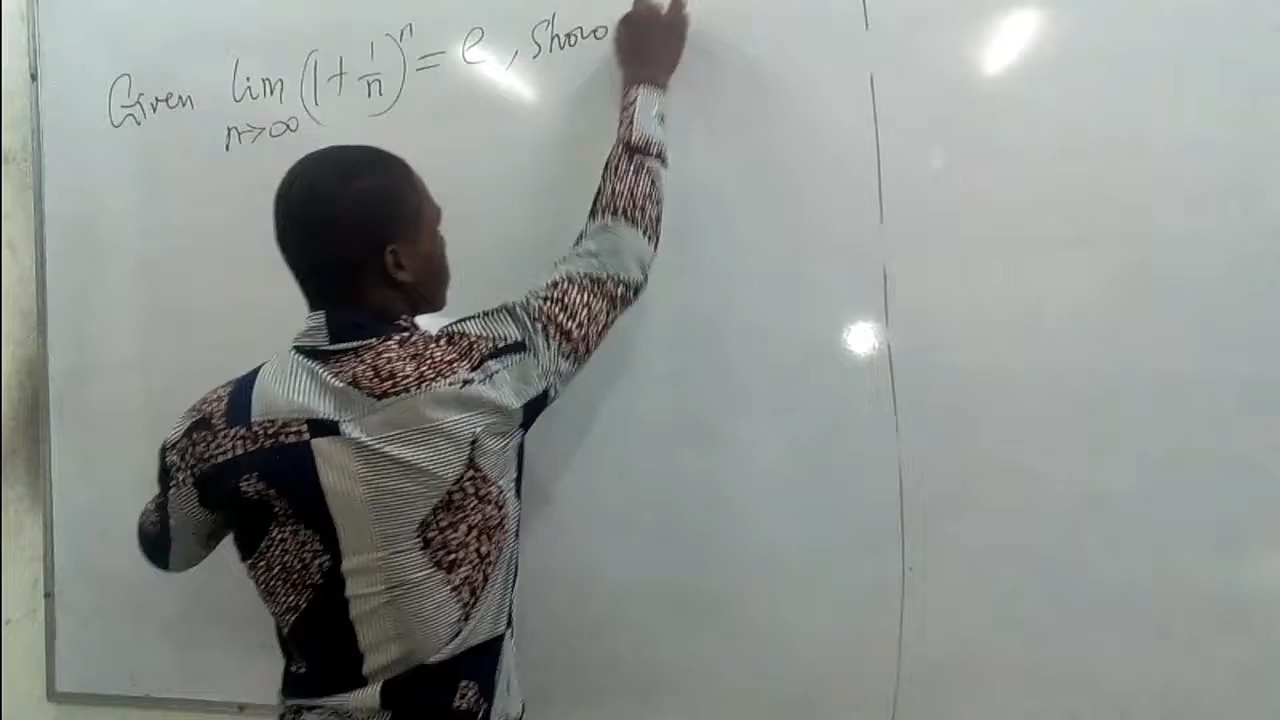 Given lim n→∞ (1 + 1/n)^n = e, Show